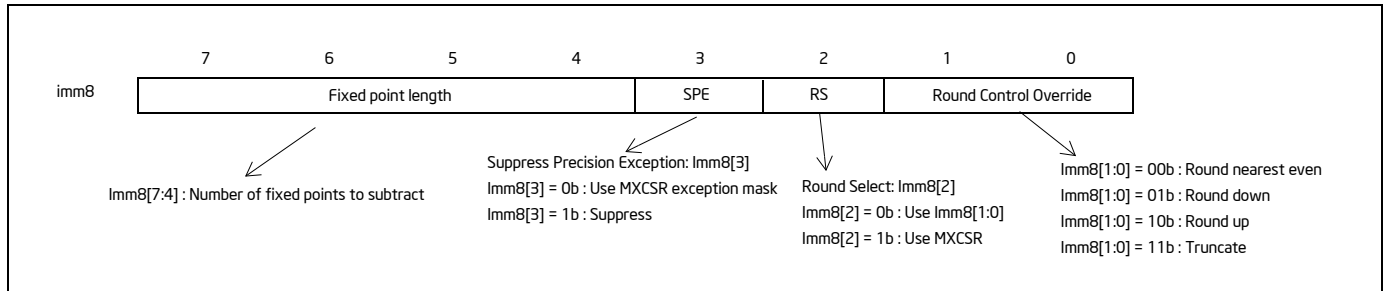 7 6 5 4 3 2 1 0
imm8 Fixed point length SPE RS Round Control Override
Imm8[7:4] : Number of fixed points to subtract
Suppress Precision Exception: Imm8[3]
Imm8[3] = 0b : Use MXCSR exception mask
Imm8[3] = 1b : Suppress
Round Select: Imm8[2]
Imm8[2] = 0b : Use Imm8[1:0]
Imm8[2] = 1b : Use MXCSR
Imm8[1:0] = 00b : Round nearest even
Imm8[1:0] = 01b : Round down
Imm8[1:0] = 10b : Round up
Imm8[1:0] = 11b : Truncate